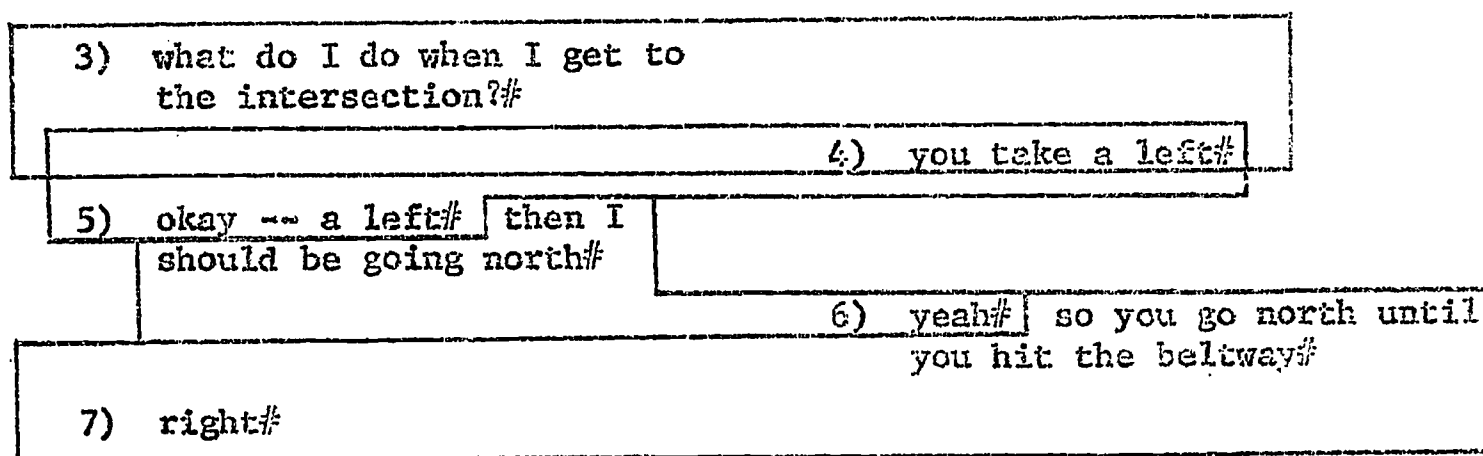 3) what do I do when I get to
the intersection?#
4) you take a left#
5) okay -- a left# then I
should be going north#
6) yeah# so you go north until
you hit the beltway#
7) right#